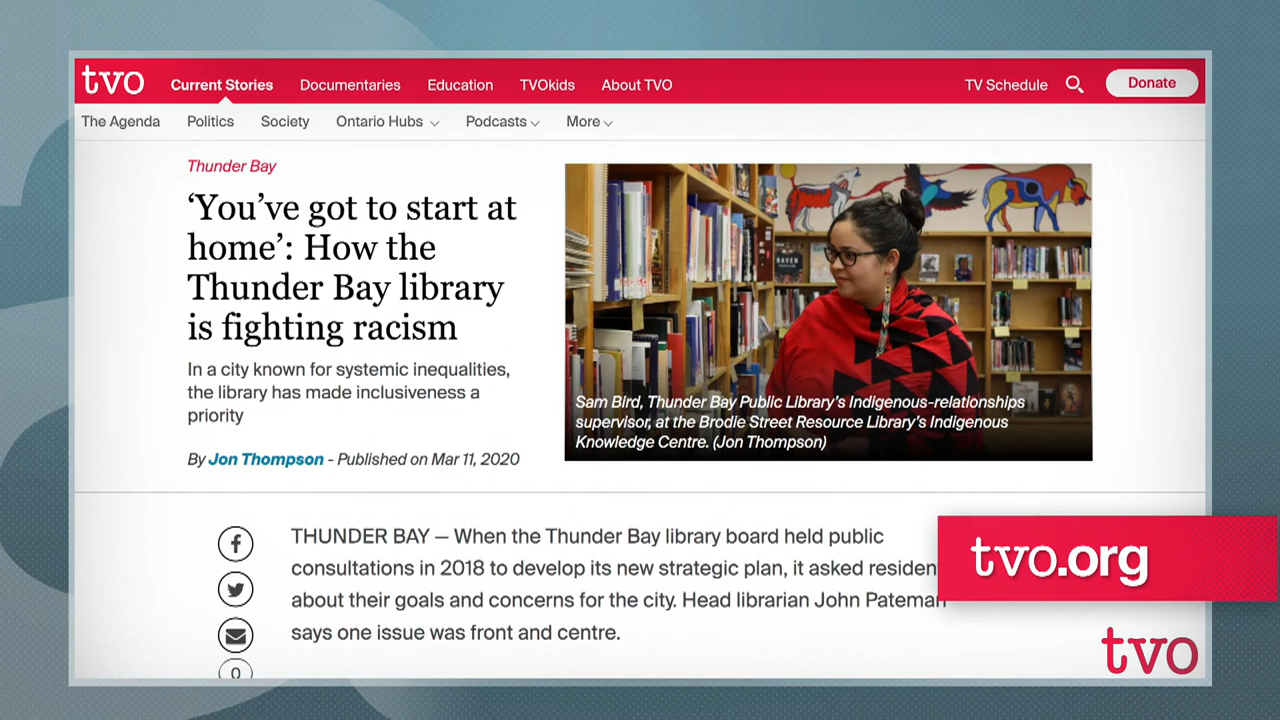 tvo
Current Stories
Documentaries
Education
TVOkids
About TVO
TV Schedule
Donate
The Agenda
Politics
Society
Ontario Hubs
Podcasts
More
Thunder Bay
‘You’ve got to start at
home’: How the
Thunder Bay library
is fighting racism
In a city known for systemic inequalities,
the library has made inclusiveness a
priority
By Jon Thompson - Published on Mar 11, 2020
RAVEN
Sam Bird, Thunder Bay Public Library’s Indigenous-relationships
supervisor, at the Brodie Street Resource Library’s Indigenous
Knowledge Centre. (Jon Thompson)
THUNDER BAY — When the Thunder Bay library board held public
consultations in 2018 to develop its new strategic plan, it asked residen
about their goals and concerns for the city. Head librarian John Pateman
says one issue was front and centre.
0
tvo.org
tvo